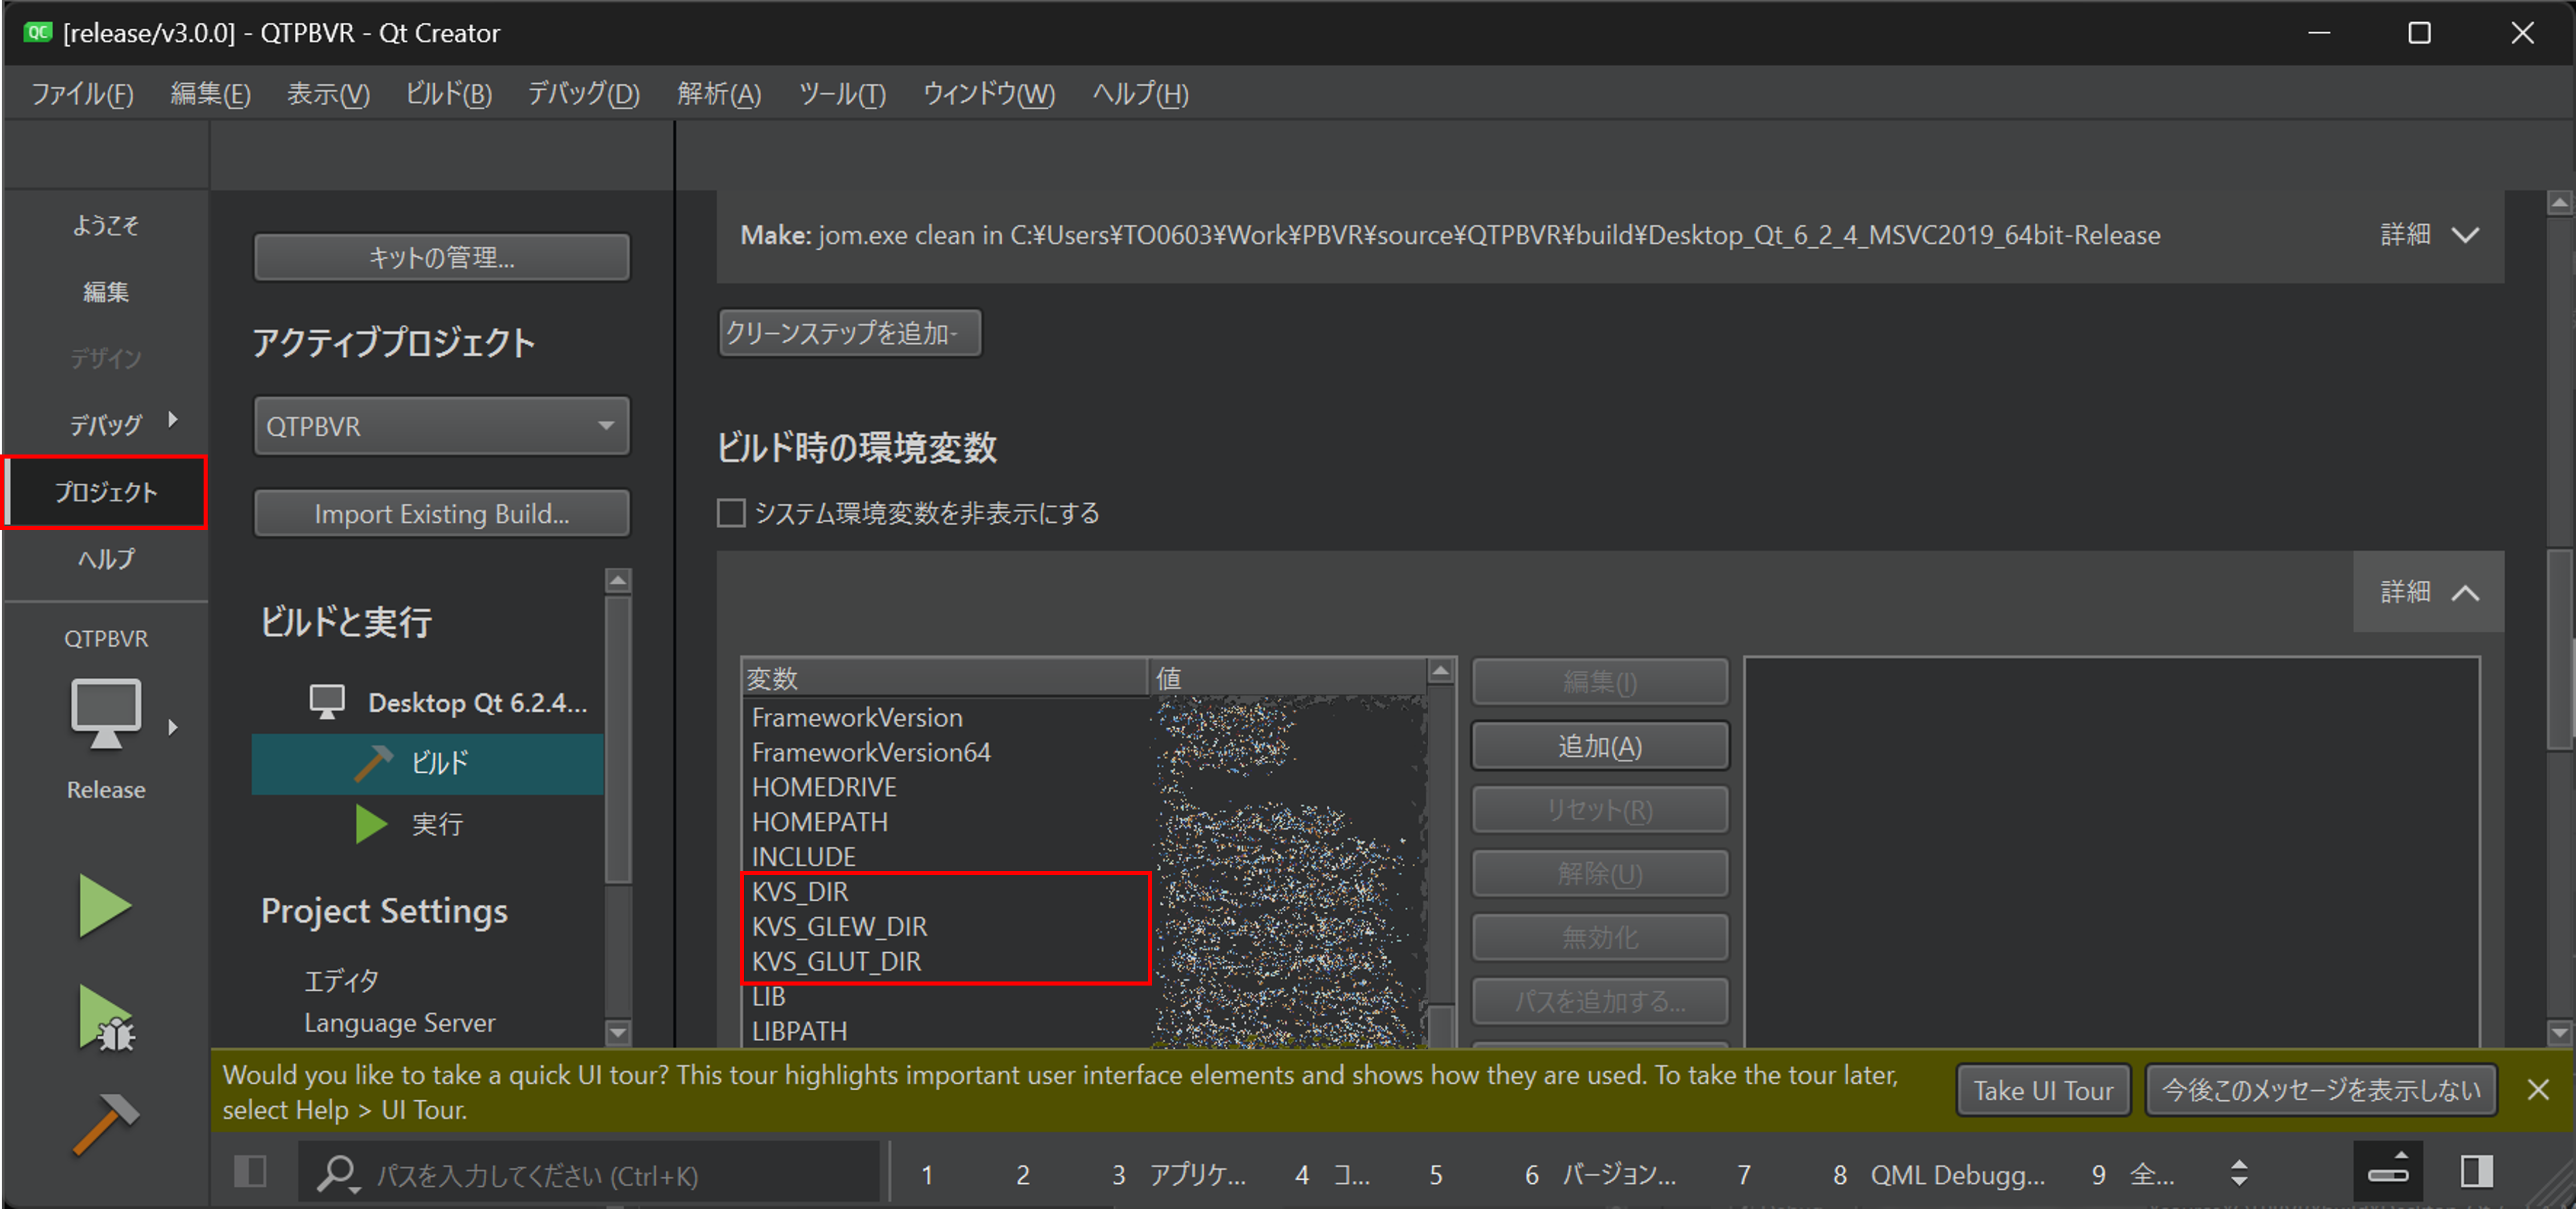 QC [release/v3.0.0] - QTPBVR - Qt Creator
ファイル(F) 編集(E) 表示(V) ビルド(B) デバッグ(D) 解析(A) ツール(T) ウィンドウ(W) ヘルプ(H)
ようこそ
編集
デザイン
デバッグ
プロジェクト
ヘルプ
QTPBVR
Release
キットの管理...
アクティブプロジェクト
QTPBVR
Import Existing Build...
ビルドと実行
Desktop Qt 6.2.4...
ビルド
実行
Project Settings
エディタ
Language Server
Make: jom.exe clean in C:¥Users¥TO0603¥Work¥PBVR¥source¥QTPBVR¥build¥Desktop_Qt_6_2_4_MSVC2019_64bit-Release
詳細
クリーンステップを追加
ビルド時の環境変数
システム環境変数を非表示にする
詳細
変数 値
FrameworkVersion
FrameworkVersion64
HOMEDRIVE
HOMEPATH
INCLUDE
KVS_DIR
KVS_GLEW_DIR
KVS_GLUT_DIR
LIB
LIBPATH
編集(I)
追加(A)
リセット(R)
解除(U)
無効化
パスを追加する...
Would you like to take a quick UI tour? This tour highlights important user interface elements and shows how they are used. To take the tour later,
select Help > UI Tour.
Take UI Tour
今後このメッセージを表示しない
パスを入力してください (Ctrl+K)
1 2 3 アプリケ... 4 コ... 5 6 バージョン... 7 8 QML Debugg... 9 全...